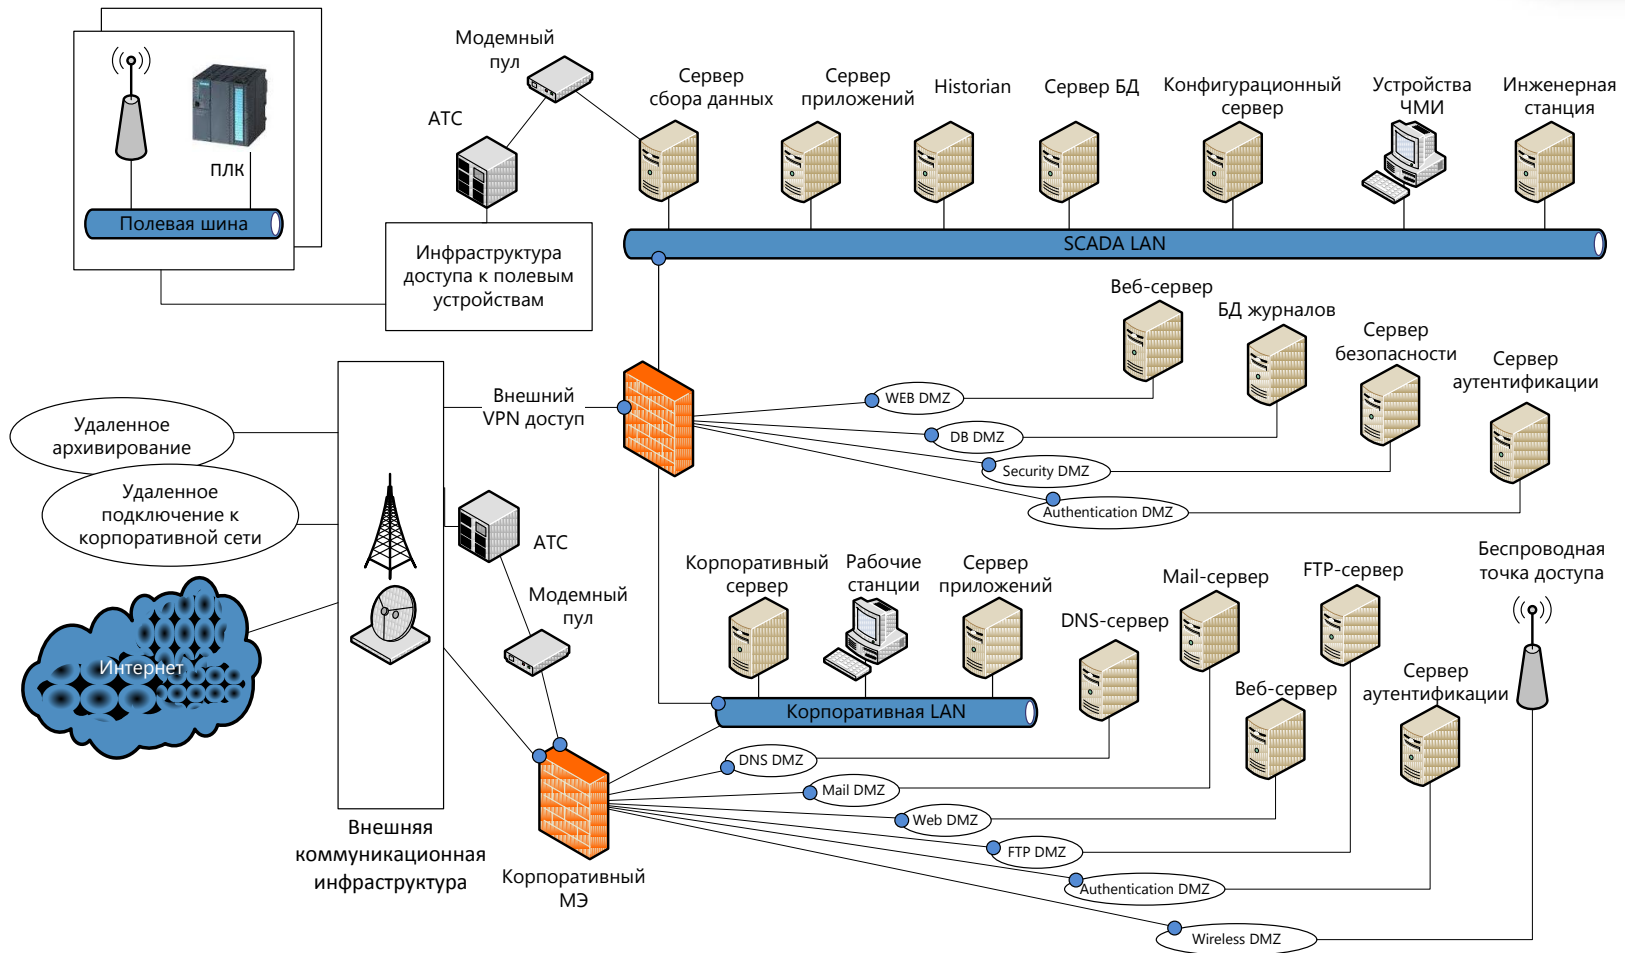 Модемный
пул
АТС
ПЛК
Полевая шина
Инфраструктура
доступа к полевым
устройствам
Сервер
сбора данных
Сервер
приложений
Historian
Сервер БД
Конфигурационный
сервер
Устройства
ЧМИ
Инженерная
станция
SCADA LAN
Веб-сервер
БД журналов
Сервер
безопасности
Сервер
аутентификации
Внешний
VPN доступ
WEB DMZ
DB DMZ
Security DMZ
Authentication DMZ
Удаленное
архивирование
Удаленное
подключение к
корпоративной сети
Интернет
АТС
Модемный
пул
Внешняя
коммуникационная
инфраструктура
Корпоративный
МЭ
Корпоративный
сервер
Рабочие
станции
Сервер
приложений
Корпоративная LAN
DNS-сервер
Mail-сервер
Веб-сервер
FTP-сервер
Сервер
аутентификации
Беспроводная
точка доступа
DNS DMZ
Mail DMZ
Web DMZ
FTP DMZ
Authentication DMZ
Wireless DMZ